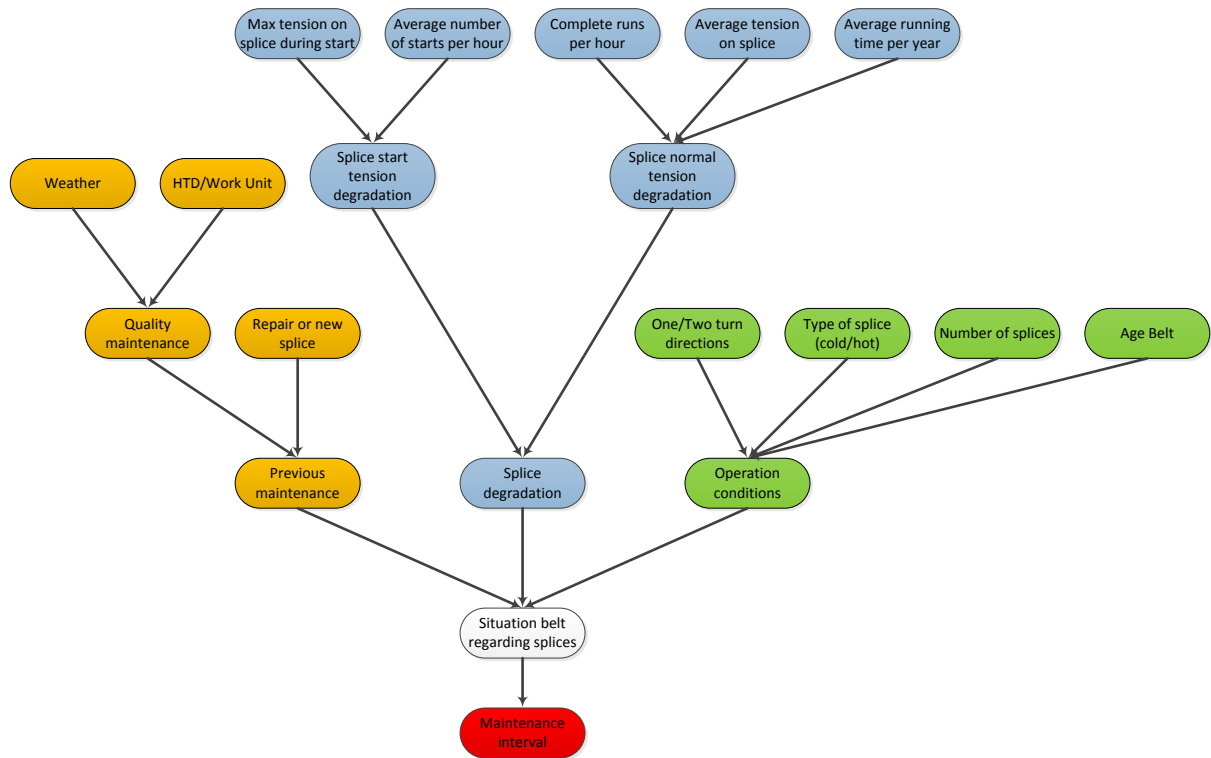 Max tension on
splice during start
Average number
of starts per hour
Complete runs
per hour
Average tension
on splice
Average running
time per year
Splice start
tension
degradation
Splice normal
tension
degradation
Weather
HTD/Work Unit
Quality
maintenance
Repair or new
splice
One/Two turn
directions
Type of splice
(cold/hot)
Number of splices
Age Belt
Previous
maintenance
Splice
degradation
Operation
conditions
Situation belt
regarding splices
Maintenance
interval